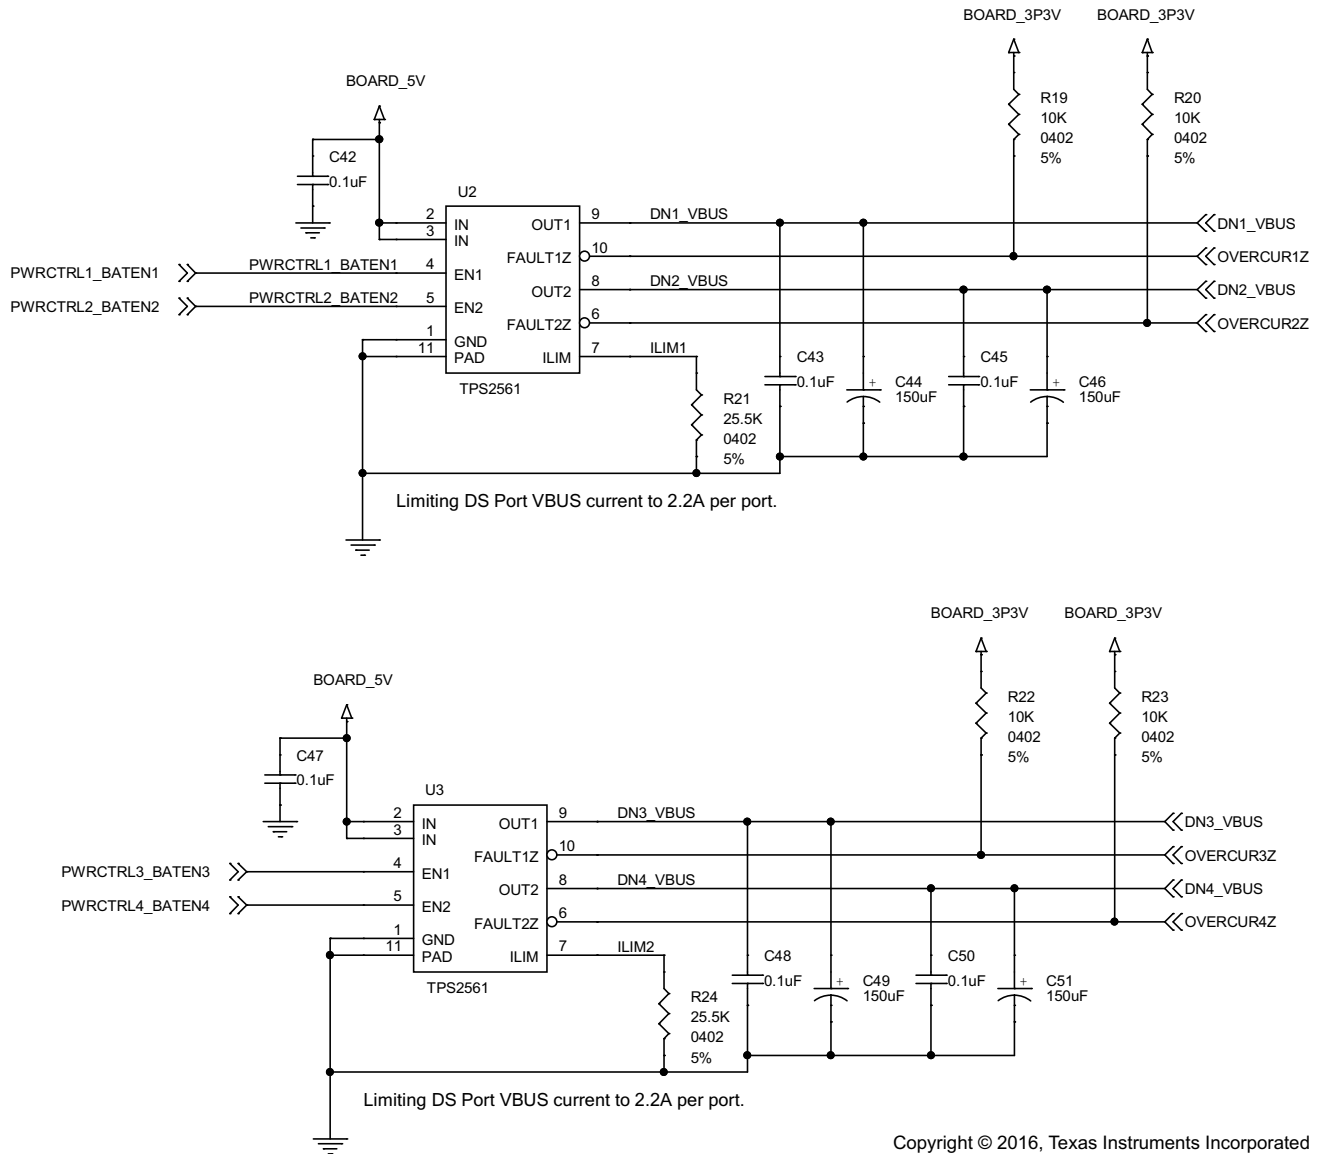 BOARD_3P3V BOARD_3P3V
BOARD_5V
R19
10K
0402
5%
R20
10K
0402
5%
C42
0.1uF
U2
2 IN
3 IN
PWRCTRL1_BATEN1 PWRCTRL1_BATEN1 4 EN1
PWRCTRL2_BATEN2 PWRCTRL2_BATEN2 5 EN2
1 GND
11 PAD
OUT1 9 DN1_VBUS DN1_VBUS
FAULT1Z 10 OVERCUR1Z
OUT2 8 DN2_VBUS DN2_VBUS
FAULT2Z 6 OVERCUR2Z
ILIM 7 ILIM1
TPS2561
R21
25.5K
0402
5%
C43
0.1uF
+
C44
150uF
C45
0.1uF
+
C46
150uF
Limiting DS Port VBUS current to 2.2A per port.
BOARD_3P3V BOARD_3P3V
BOARD_5V
R22
10K
0402
5%
R23
10K
0402
5%
C47
0.1uF
U3
2 IN
3 IN
PWRCTRL3_BATEN3 4 EN1
PWRCTRL4_BATEN4 5 EN2
1 GND
11 PAD
OUT1 9 DN3_VBUS DN3_VBUS
FAULT1Z 10 OVERCUR3Z
OUT2 8 DN4_VBUS DN4_VBUS
FAULT2Z 6 OVERCUR4Z
ILIM 7 ILIM2
TPS2561
R24
25.5K
0402
5%
C48
0.1uF
+
C49
150uF
C50
0.1uF
+
C51
150uF
Limiting DS Port VBUS current to 2.2A per port.
Copyright © 2016, Texas Instruments Incorporated